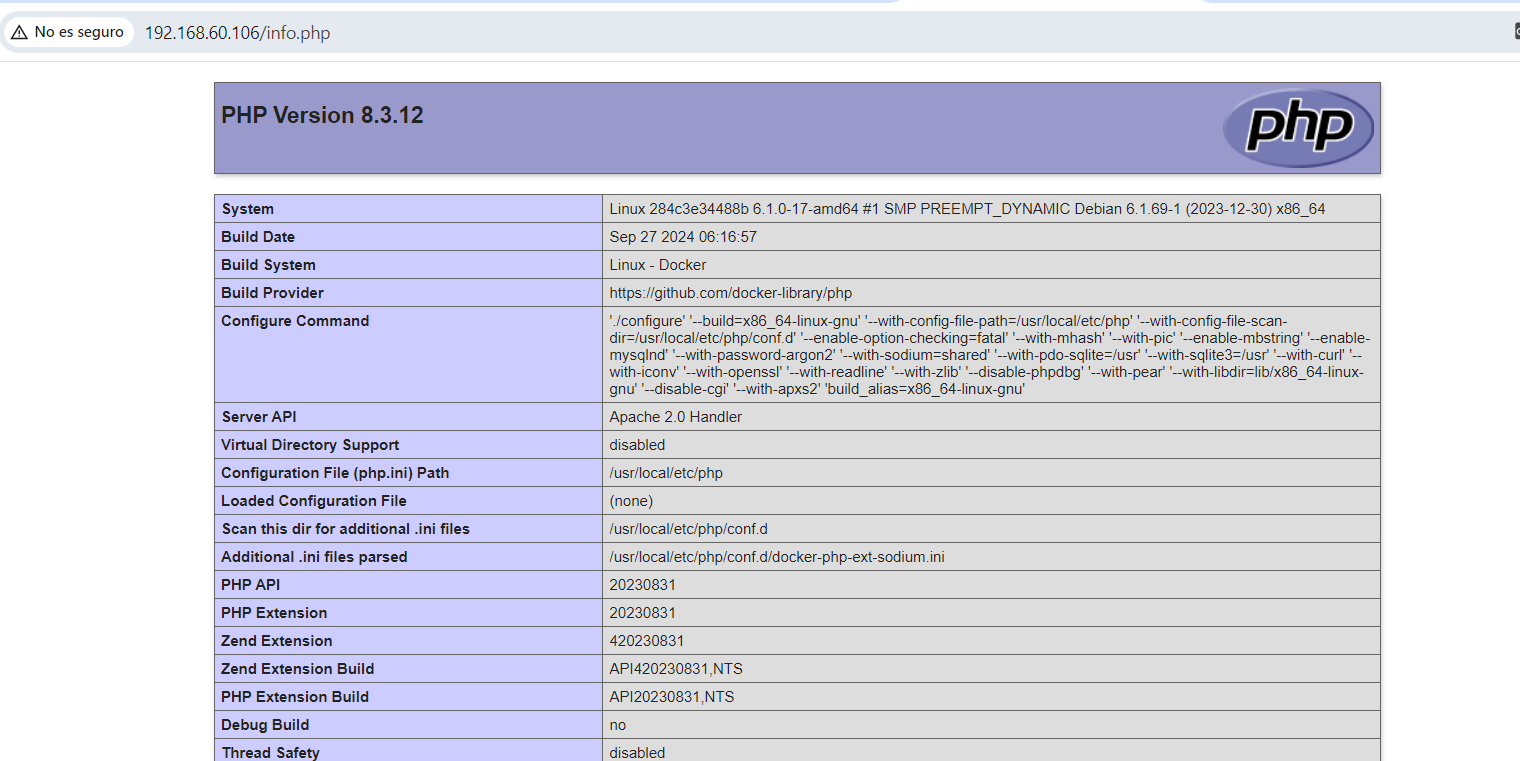 No es seguro 192.168.60.106/info.php
PHP Version 8.3.12
php
System Linux 284c3e34488b 6.1.0-17-amd64 #1 SMP PREEMPT_DYNAMIC Debian 6.1.69-1 (2023-12-30) x86_64
Build Date Sep 27 2024 06:16:57
Build System Linux - Docker
Build Provider https://github.com/docker-library/php
Configure Command './configure' '--build=x86_64-linux-gnu' '--with-config-file-path=/usr/local/etc/php' '--with-config-file-scan-
dir=/usr/local/etc/php/conf.d' '--enable-option-checking=fatal' '--with-mhash' '--with-pic' '--enable-mbstring' '--enable-
mysqlnd' '--with-password-argon2' '--with-sodium=shared' '--with-pdo-sqlite=/usr' '--with-sqlite3=/usr' '--with-curl' '--
with-iconv' '--with-openssl' '--with-readline' '--with-zlib' '--disable-phpdbg' '--with-pear' '--with-libdir=lib/x86_64-linux-
gnu' '--disable-cgi' '--with-apxs2' 'build_alias=x86_64-linux-gnu'
Server API Apache 2.0 Handler
Virtual Directory Support disabled
Configuration File (php.ini) Path /usr/local/etc/php
Loaded Configuration File (none)
Scan this dir for additional .ini files /usr/local/etc/php/conf.d
Additional .ini files parsed /usr/local/etc/php/conf.d/docker-php-ext-sodium.ini
PHP API 20230831
PHP Extension 20230831
Zend Extension 420230831
Zend Extension Build API420230831,NTS
PHP Extension Build API20230831,NTS
Debug Build no
Thread Safety disabled